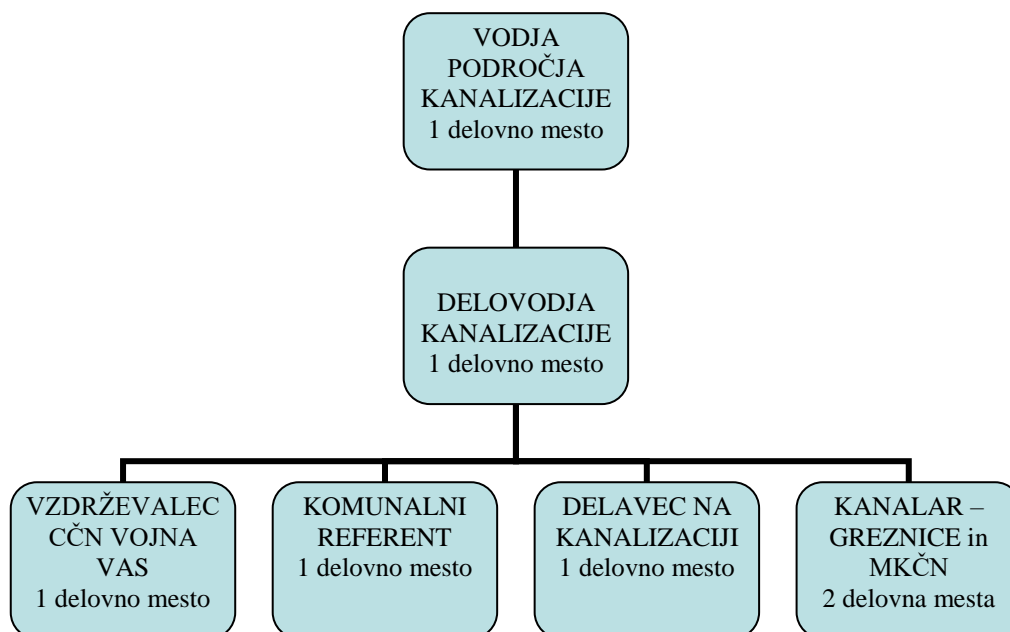 VODJA
PODROČJA
KANALIZACIJE
1 delovno mesto
DELOVODJA
KANALIZACIJE
1 delovno mesto
VZDRŽEVALEC
CČN VOJNA
VAS
1 delovno mesto
KOMUNALNI
REFERENT
1 delovno mesto
DELAVEC NA
KANALIZACIJI
1 delovno mesto
KANALAR –
GREZNICE in
MKČN
2 delovna mesta